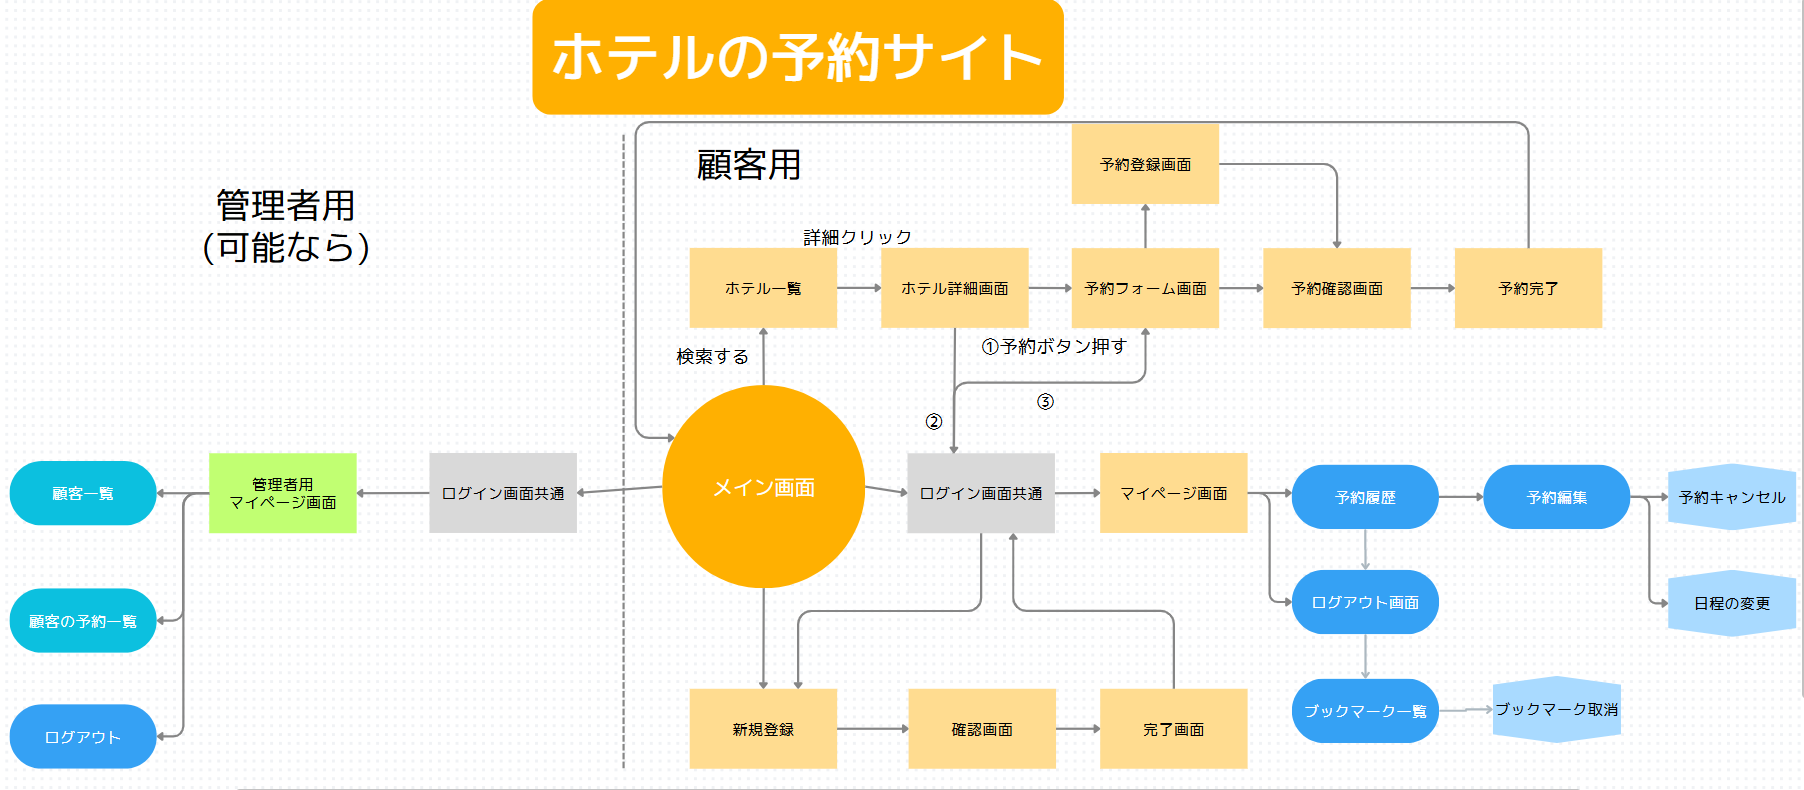 ホテルの予約サイト
管理者用
(可能なら)
顧客用
予約登録画面
詳細クリック
ホテル一覧
ホテル詳細画面
予約フォーム画面
予約確認画面
予約完了
検索する
①予約ボタン押す
②
③
顧客一覧
管理者用
マイページ画面
ログイン画面共通
メイン画面
ログイン画面共通
マイページ画面
予約履歴
予約編集
予約キャンセル
顧客の予約一覧
ログアウト画面
日程の変更
ログアウト
新規登録
確認画面
完了画面
ブックマーク一覧
ブックマーク取消